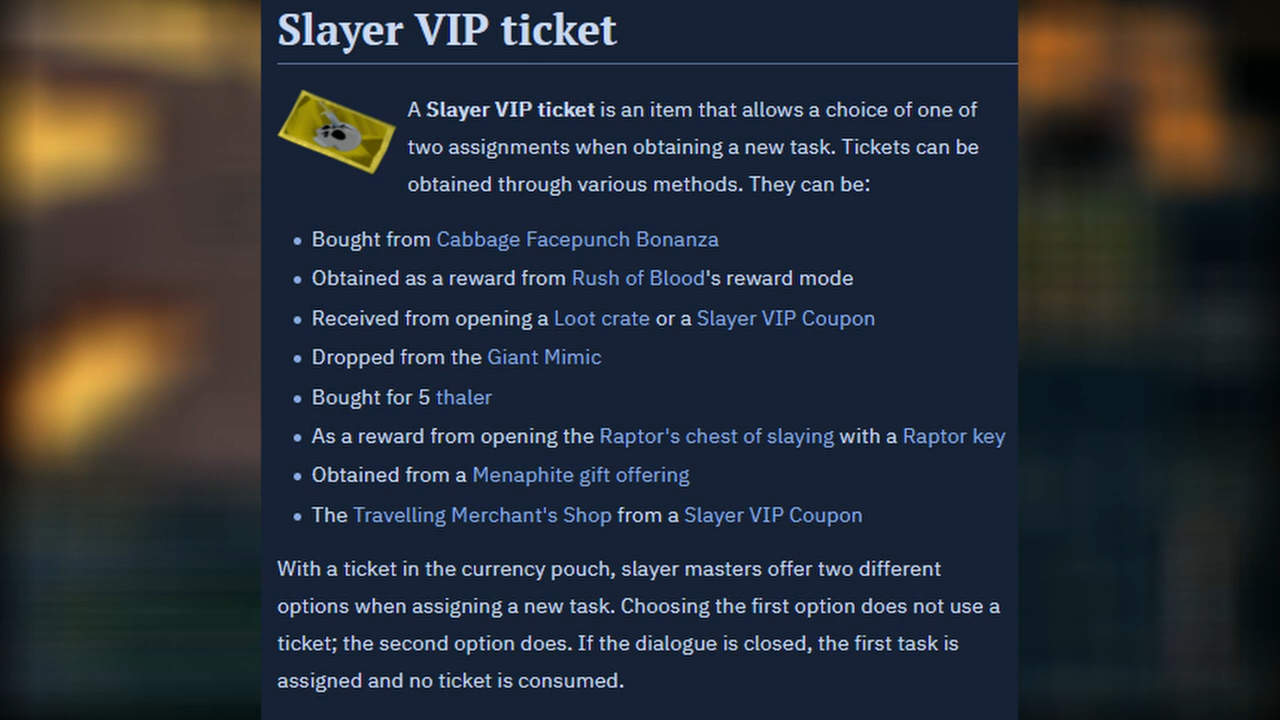 Slayer VIP ticket
A Slayer VIP ticket is an item that allows a choice of one of
two assignments when obtaining a new task. Tickets can be
obtained through various methods. They can be:
• Bought from Cabbage Facepunch Bonanza
• Obtained as a reward from Rush of Blood's reward mode
• Received from opening a Loot crate or a Slayer VIP Coupon
• Dropped from the Giant Mimic
• Bought for 5 thaler
• As a reward from opening the Raptor's chest of slaying with a Raptor key
• Obtained from a Menaphite gift offering
• The Travelling Merchant's Shop from a Slayer VIP Coupon
With a ticket in the currency pouch, slayer masters offer two different
options when assigning a new task. Choosing the first option does not use a
ticket; the second option does. If the dialogue is closed, the first task is
assigned and no ticket is consumed.